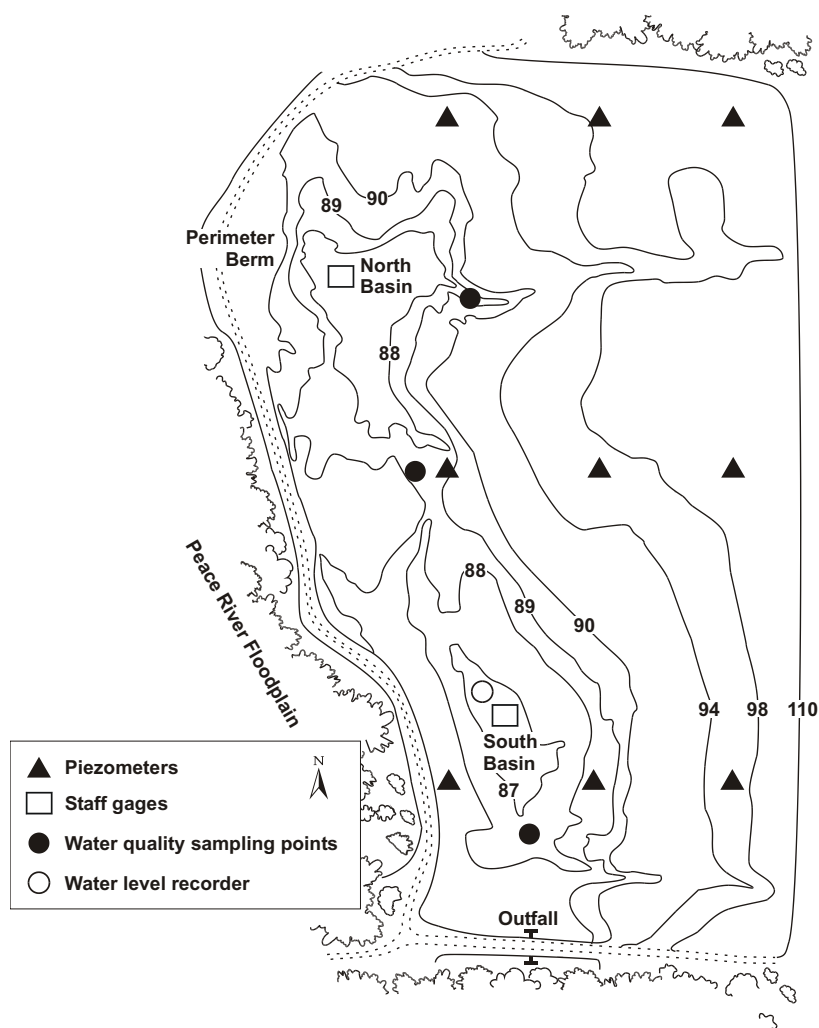 89
90
Perimeter
Berm
North
Basin
88
Peace River Floodplain
88
89
90
94
98
110
South
Basin
87
Piezometers
N
Staff gages
Water quality sampling points
Water level recorder
Outfall